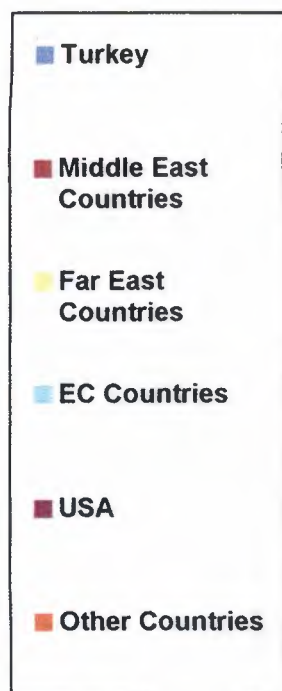 Turkey
Middle East
Countries
Far East
Countries
EC Countries
USA
Other Countries